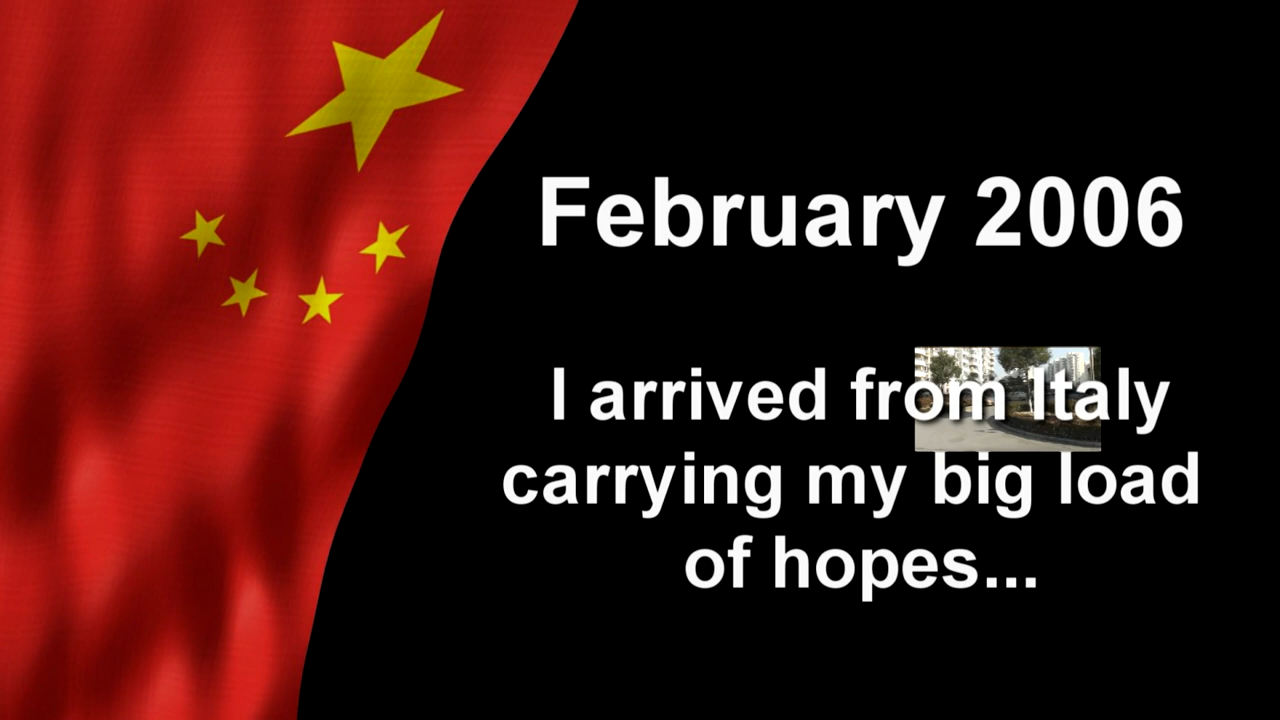 February 2006
I arrived from Italy
carrying my big load
of hopes...